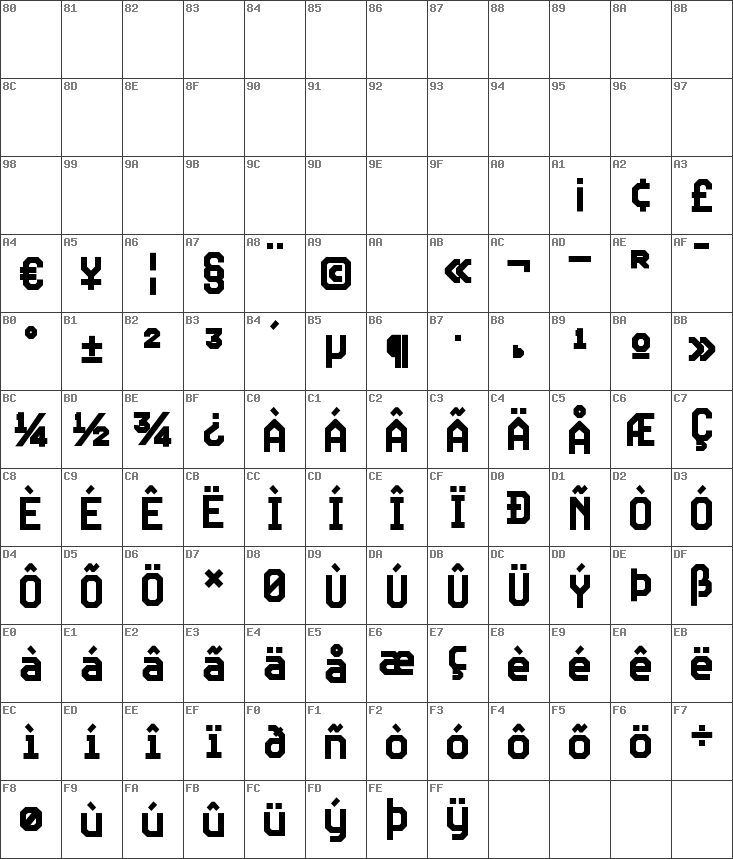 80 81 82 83 84 85 86 87 88 89 8A 8B
8C 8D 8E 8F 90 91 92 93 94 95 96 97
98 99 9A 9B 9C 9D 9E 9F A0 A1 A2 A3
¡ ¢ £
A4 A5 A6 A7 A8 A9 AA AB AC AD AE AF
€ ¥ ¦ § ¨ © « ¬ - ® ¯
B0 B1 B2 B3 B4 B5 B6 B7 B8 B9 BA BB
° ± ² ³ ´ µ ¶ · ¸ ¹ º »
BC BD BE BF C0 C1 C2 C3 C4 C5 C6 C7
¼ ½ ¾ ¿ À Á Â Ã Ä Å Æ Ç
C8 C9 CA CB CC CD CE CF D0 D1 D2 D3
È É Ê Ë Ì Í Î Ï Ð Ñ Ò Ó
D4 D5 D6 D7 D8 D9 DA DB DC DD DE DF
Ô Õ Ö × Ø Ù Ú Û Ü Ý Þ ß
E0 E1 E2 E3 E4 E5 E6 E7 E8 E9 EA EB
à á â ã ä å æ ç è é ê ë
EC ED EE EF F0 F1 F2 F3 F4 F5 F6 F7
ì í î ï ð ñ ò ó ô õ ö ÷
F8 F9 FA FB FC FD FE FF
ø ù ú û ü ý þ ÿ